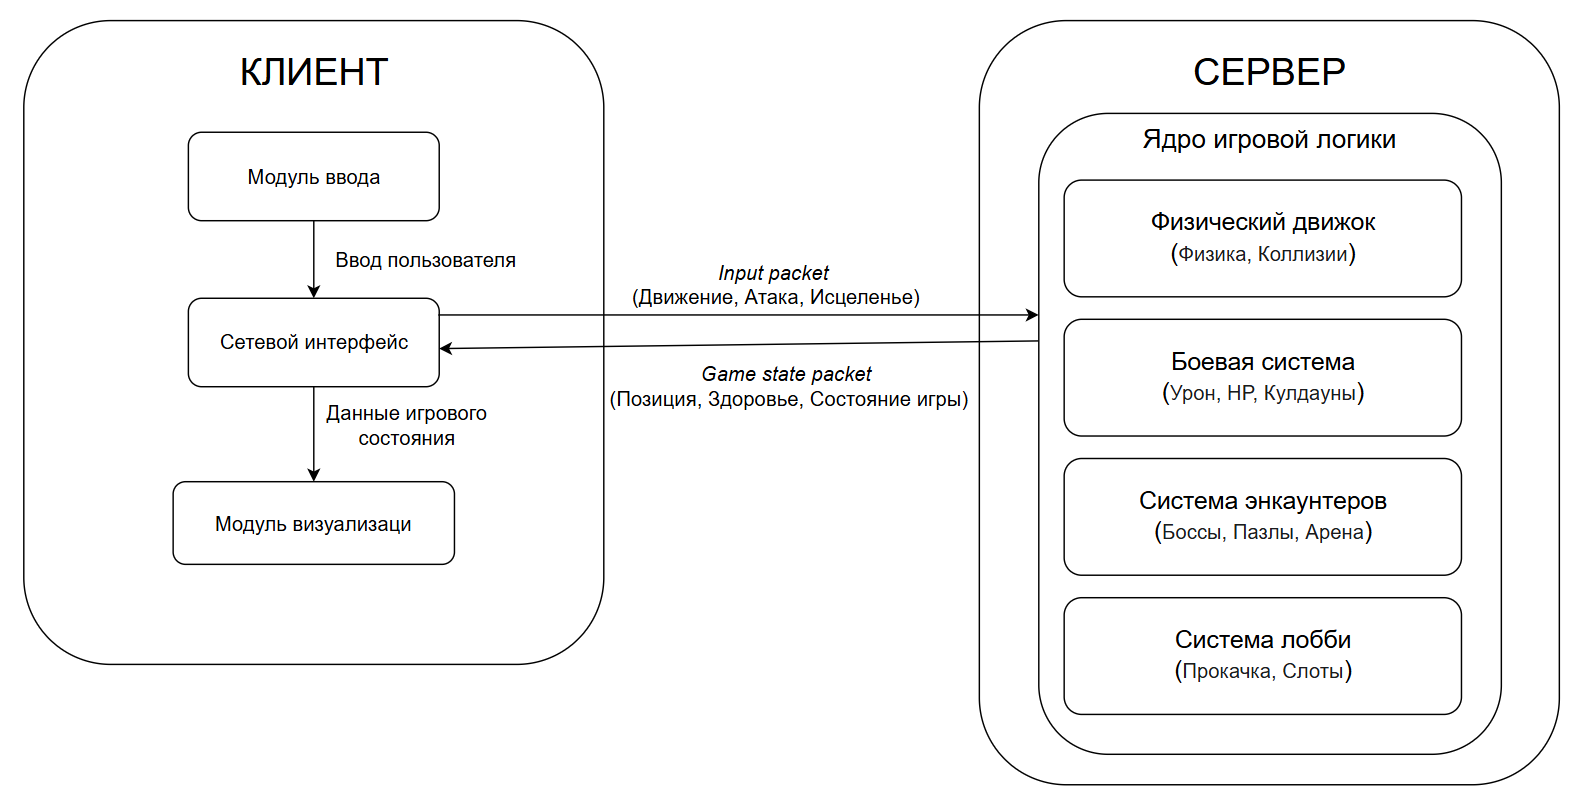 КЛИЕНТ
Модуль ввода
Ввод пользователя
Сетевой интерфейс
Данные игрового
состояния
Модуль визуализаци
Input packet
(Движение, Атака, Исцеленье)
Game state packet
(Позиция, Здоровье, Состояние игры)
СЕРВЕР
Ядро игровой логики
Физический движок
(Физика, Коллизии)
Боевая система
(Урон, HP, Кулдауны)
Система энкаунтеров
(Боссы, Пазлы, Арена)
Система лобби
(Прокачка, Слоты)